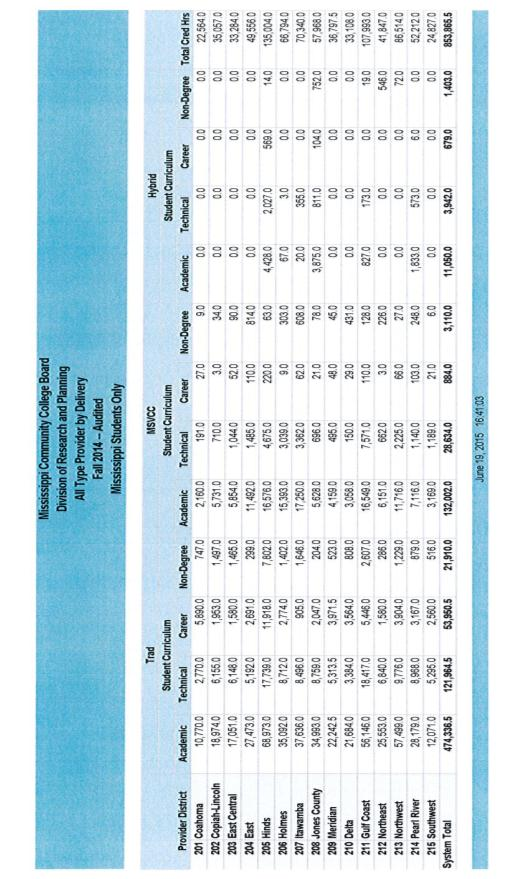 Mississippi Community College Board
Division of Research and Planning
All Type Provider by Delivery
Fall 2014 – Audited
Mississippi Students Only
Trad MSVCC Hybrid
Student Curriculum Student Curriculum Student Curriculum
Provider District Academic Technical Career Non-Degree Academic Technical Career Non-Degree Academic Technical Career Non-Degree Total Cred Hrs
201 Coahoma 10,770.0 2,770.0 5,890.0 747.0 2,160.0 191.0 27.0 9.0 0.0 0.0 0.0 0.0 22,564.0
202 Copiah-Lincoln 18,974.0 6,155.0 1,953.0 1,497.0 5,731.0 710.0 3.0 34.0 0.0 0.0 0.0 0.0 35,057.0
203 East Central 17,051.0 6,148.0 1,580.0 1,465.0 5,854.0 1,044.0 52.0 90.0 0.0 0.0 0.0 0.0 33,284.0
204 East 27,473.0 5,192.0 2,691.0 299.0 11,492.0 1,485.0 110.0 814.0 0.0 0.0 0.0 0.0 49,556.0
205 Hinds 68,973.0 17,739.0 11,918.0 7,802.0 16,576.0 4,675.0 220.0 63.0 4,428.0 2,027.0 569.0 14.0 135,004.0
206 Holmes 35,092.0 8,712.0 2,774.0 1,402.0 15,393.0 3,039.0 9.0 303.0 67.0 3.0 0.0 0.0 66,794.0
207 Itawamba 37,636.0 8,496.0 905.0 1,646.0 17,250.0 3,362.0 62.0 608.0 20.0 355.0 0.0 0.0 70,340.0
208 Jones County 34,993.0 8,759.0 2,047.0 204.0 5,628.0 696.0 21.0 78.0 3,875.0 811.0 104.0 752.0 57,968.0
209 Meridian 22,242.5 5,313.5 3,971.5 523.0 4,159.0 495.0 48.0 45.0 0.0 0.0 0.0 0.0 36,797.5
210 Delta 21,684.0 3,384.0 3,564.0 808.0 3,058.0 150.0 29.0 431.0 0.0 0.0 0.0 0.0 33,108.0
211 Gulf Coast 56,146.0 18,417.0 5,446.0 2,607.0 16,549.0 7,571.0 110.0 128.0 827.0 173.0 0.0 19.0 107,993.0
212 Northeast 25,553.0 6,840.0 1,580.0 286.0 6,151.0 662.0 3.0 226.0 0.0 0.0 0.0 546.0 41,847.0
213 Northwest 57,499.0 9,776.0 3,904.0 1,229.0 11,716.0 2,225.0 66.0 27.0 0.0 0.0 0.0 72.0 86,514.0
214 Pearl River 28,179.0 8,968.0 3,167.0 879.0 7,116.0 1,140.0 103.0 248.0 1,833.0 573.0 6.0 0.0 52,212.0
215 Southwest 12,071.0 5,295.0 2,560.0 516.0 3,169.0 1,189.0 21.0 6.0 0.0 0.0 0.0 0.0 24,827.0
System Total 474,336.5 121,964.5 53,950.5 21,910.0 132,002.0 28,634.0 884.0 3,110.0 11,050.0 3,942.0 679.0 1,403.0 853,865.5
June 19, 2015 16:41:03